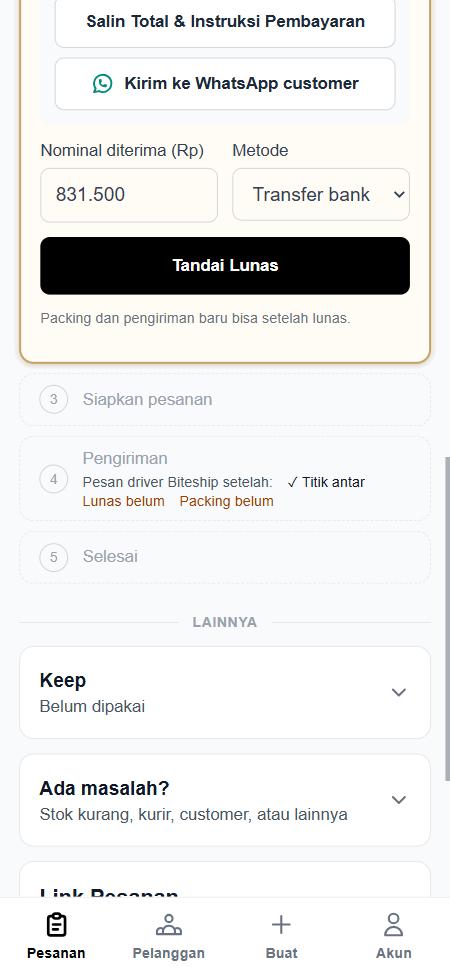 Salin Total & Instruksi Pembayaran
Kirim ke WhatsApp customer
Nominal diterima (Rp) Metode
831.500 Transfer bank
Tandai Lunas
Packing dan pengiriman baru bisa setelah lunas.
3 Siapkan pesanan
Pengiriman
4
Pesan driver Biteship setelah: ✓ Titik antar
Lunas belum Packing belum
5 Selesai
LAINNYA
Keep
Belum dipakai
Ada masalah?
Stok kurang, kurir, customer, atau lainnya
Link Pesanan
Pesanan Pelanggan Buat Akun